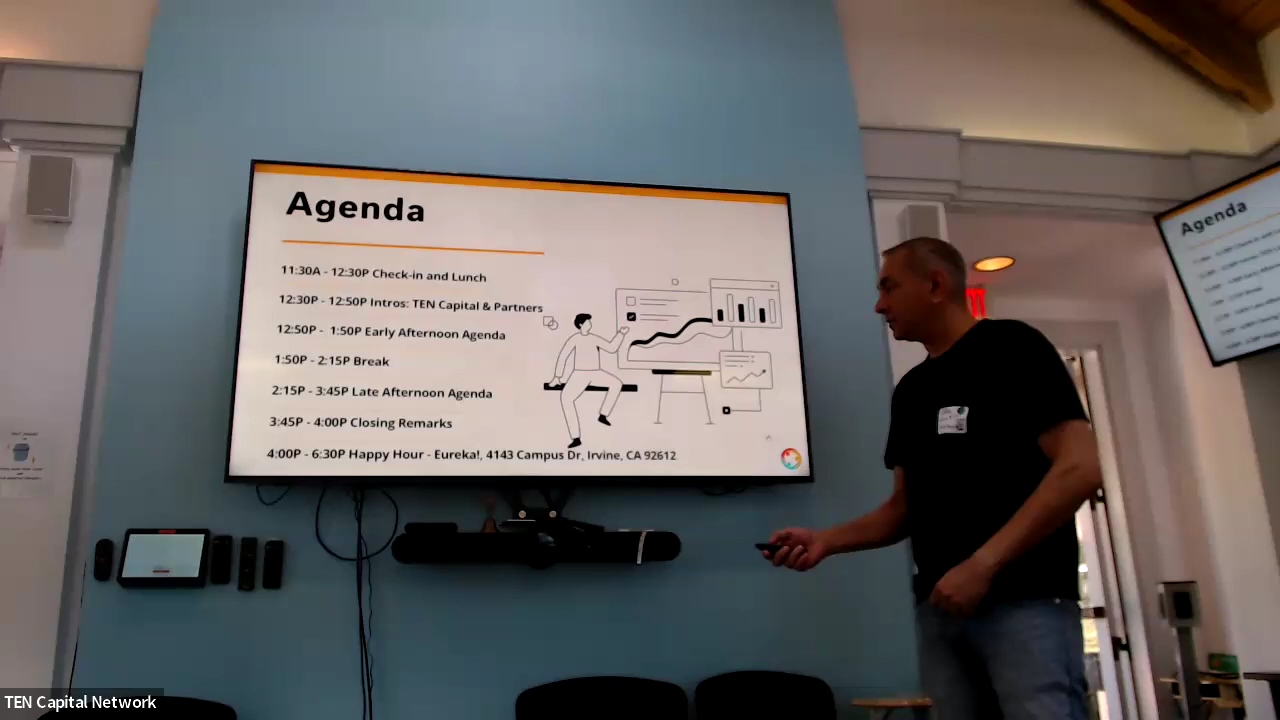 Agenda
11:30A - 12:30P Check-in and Lunch
12:30P - 12:50P Intros: TEN Capital & Partners
12:50P - 1:50P Early Afternoon Agenda
1:50P - 2:15P Break
2:15P - 3:45P Late Afternoon Agenda
3:45P - 4:00P Closing Remarks
4:00P - 6:30P Happy Hour - Eureka!, 4143 Campus Dr, Irvine, CA 92612
Agenda
TEN Capital Network